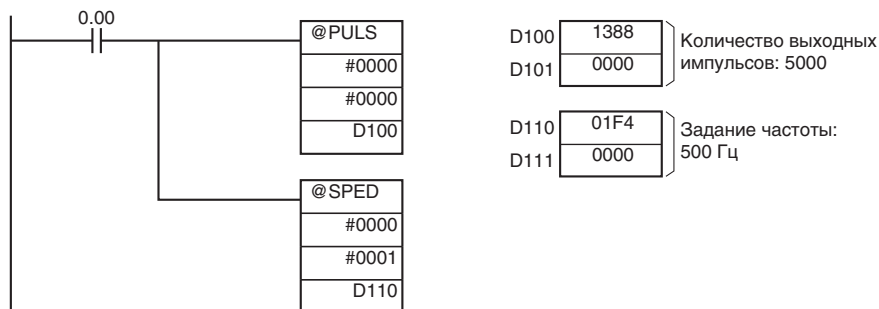 0.00
@PULS
#0000
#0000
D100
@SPED
#0000
#0001
D110
D100 1388
D101 0000
Количество выходных
импульсов: 5000
D110 01F4
D111 0000
Задание частоты:
500 Гц